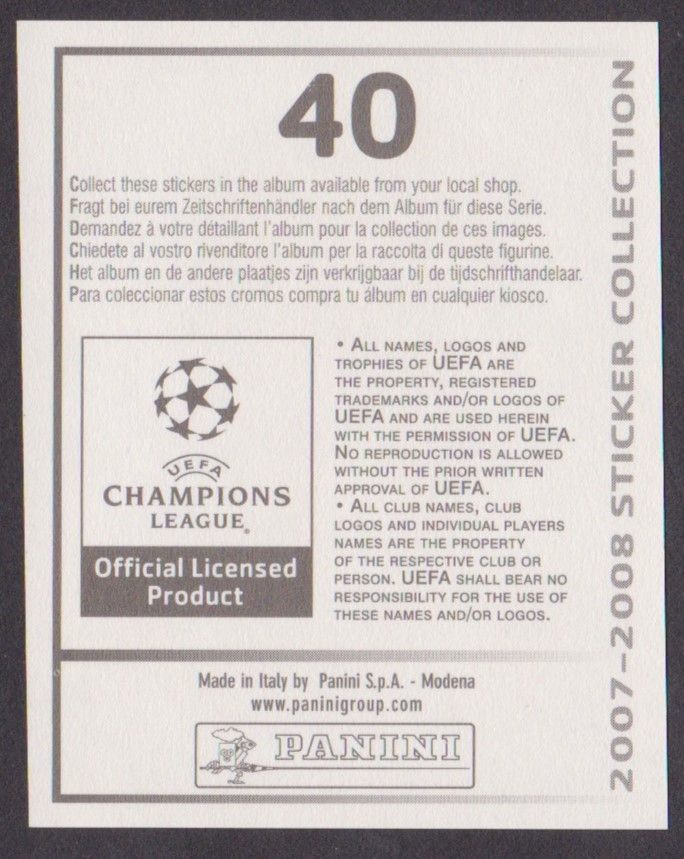 40
Collect these stickers in the album available from your local shop.
Fragt bei eurem Zeitschriftenhändler nach dem Album für diese Serie.
Demandez à votre détaillant l'album pour la collection de ces images.
Chiedete al vostro rivenditore l'album per la raccolta di queste figurine.
Het album en de andere plaatjes zijn verkrijgbaar bij de tijdschrifthandelaar.
Para coleccionar estos cromos compra tu álbum en cualquier kiosco.
UEFA
CHAMPIONS
LEAGUE®
Official Licensed
Product
• ALL NAMES, LOGOS AND
TROPHIES OF UEFA ARE
THE PROPERTY, REGISTERED
TRADEMARKS AND/OR LOGOS OF
UEFA AND ARE USED HEREIN
WITH THE PERMISSION OF UEFA.
NO REPRODUCTION IS ALLOWED
WITHOUT THE PRIOR WRITTEN
APPROVAL OF UEFA.
• ALL CLUB NAMES, CLUB
LOGOS AND INDIVIDUAL PLAYERS
NAMES ARE THE PROPERTY
OF THE RESPECTIVE CLUB OR
PERSON. UEFA SHALL BEAR NO
RESPONSIBILITY FOR THE USE OF
THESE NAMES AND/OR LOGOS.
2007-2008 STICKER COLLECTION
Made in Italy by Panini S.p.A. - Modena
www.paninigroup.com
PANINI